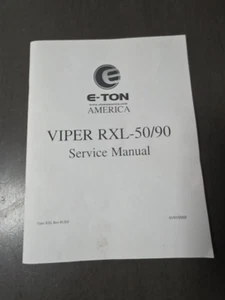 E-TON
AMERICA
VIPER RXL-50/90
Service Manual